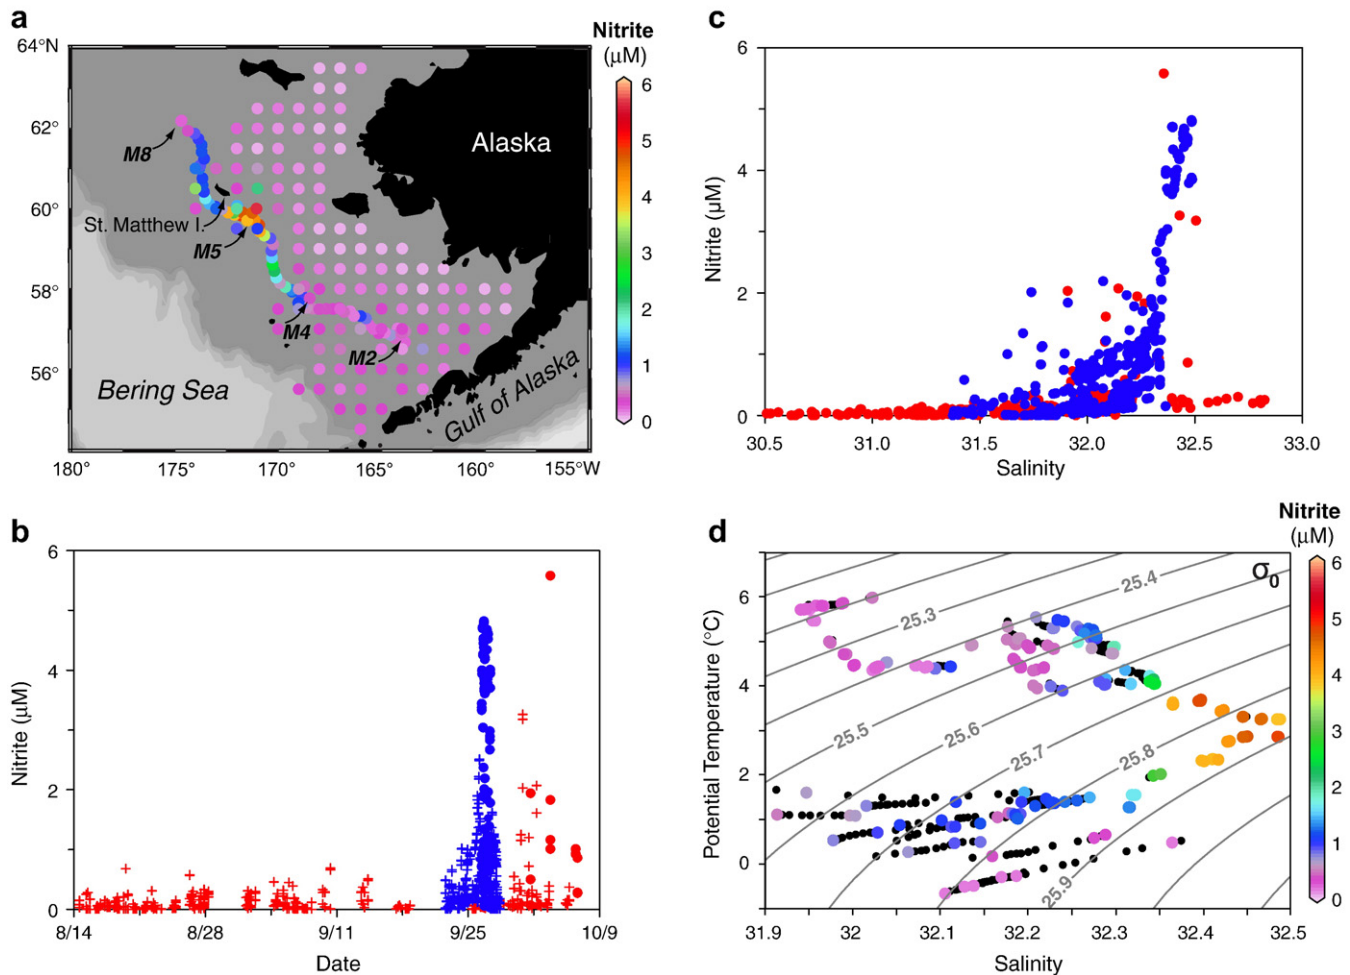 a
Nitrite
(μM)
64°N
62°
60°
58°
56°
180°
175°
170°
165°
160°
155°W
Alaska
M8
St. Matthew I.
M5
M4
M2
Bering Sea
Gulf of Alaska
6
5
4
3
2
1
0
c
6
4
2
0
Nitrite (μM)
30.5
31.0
31.5
32.0
32.5
33.0
Salinity
b
6
4
2
0
Nitrite (μM)
8/14
8/28
9/11
9/25
10/9
Date
d
Nitrite
(μM)
σ0
25.3
25.4
25.5
25.6
25.7
25.8
25.9
6
4
2
0
Potential Temperature (°C)
31.9
32
32.1
32.2
32.3
32.4
32.5
Salinity
6
5
4
3
2
1
0